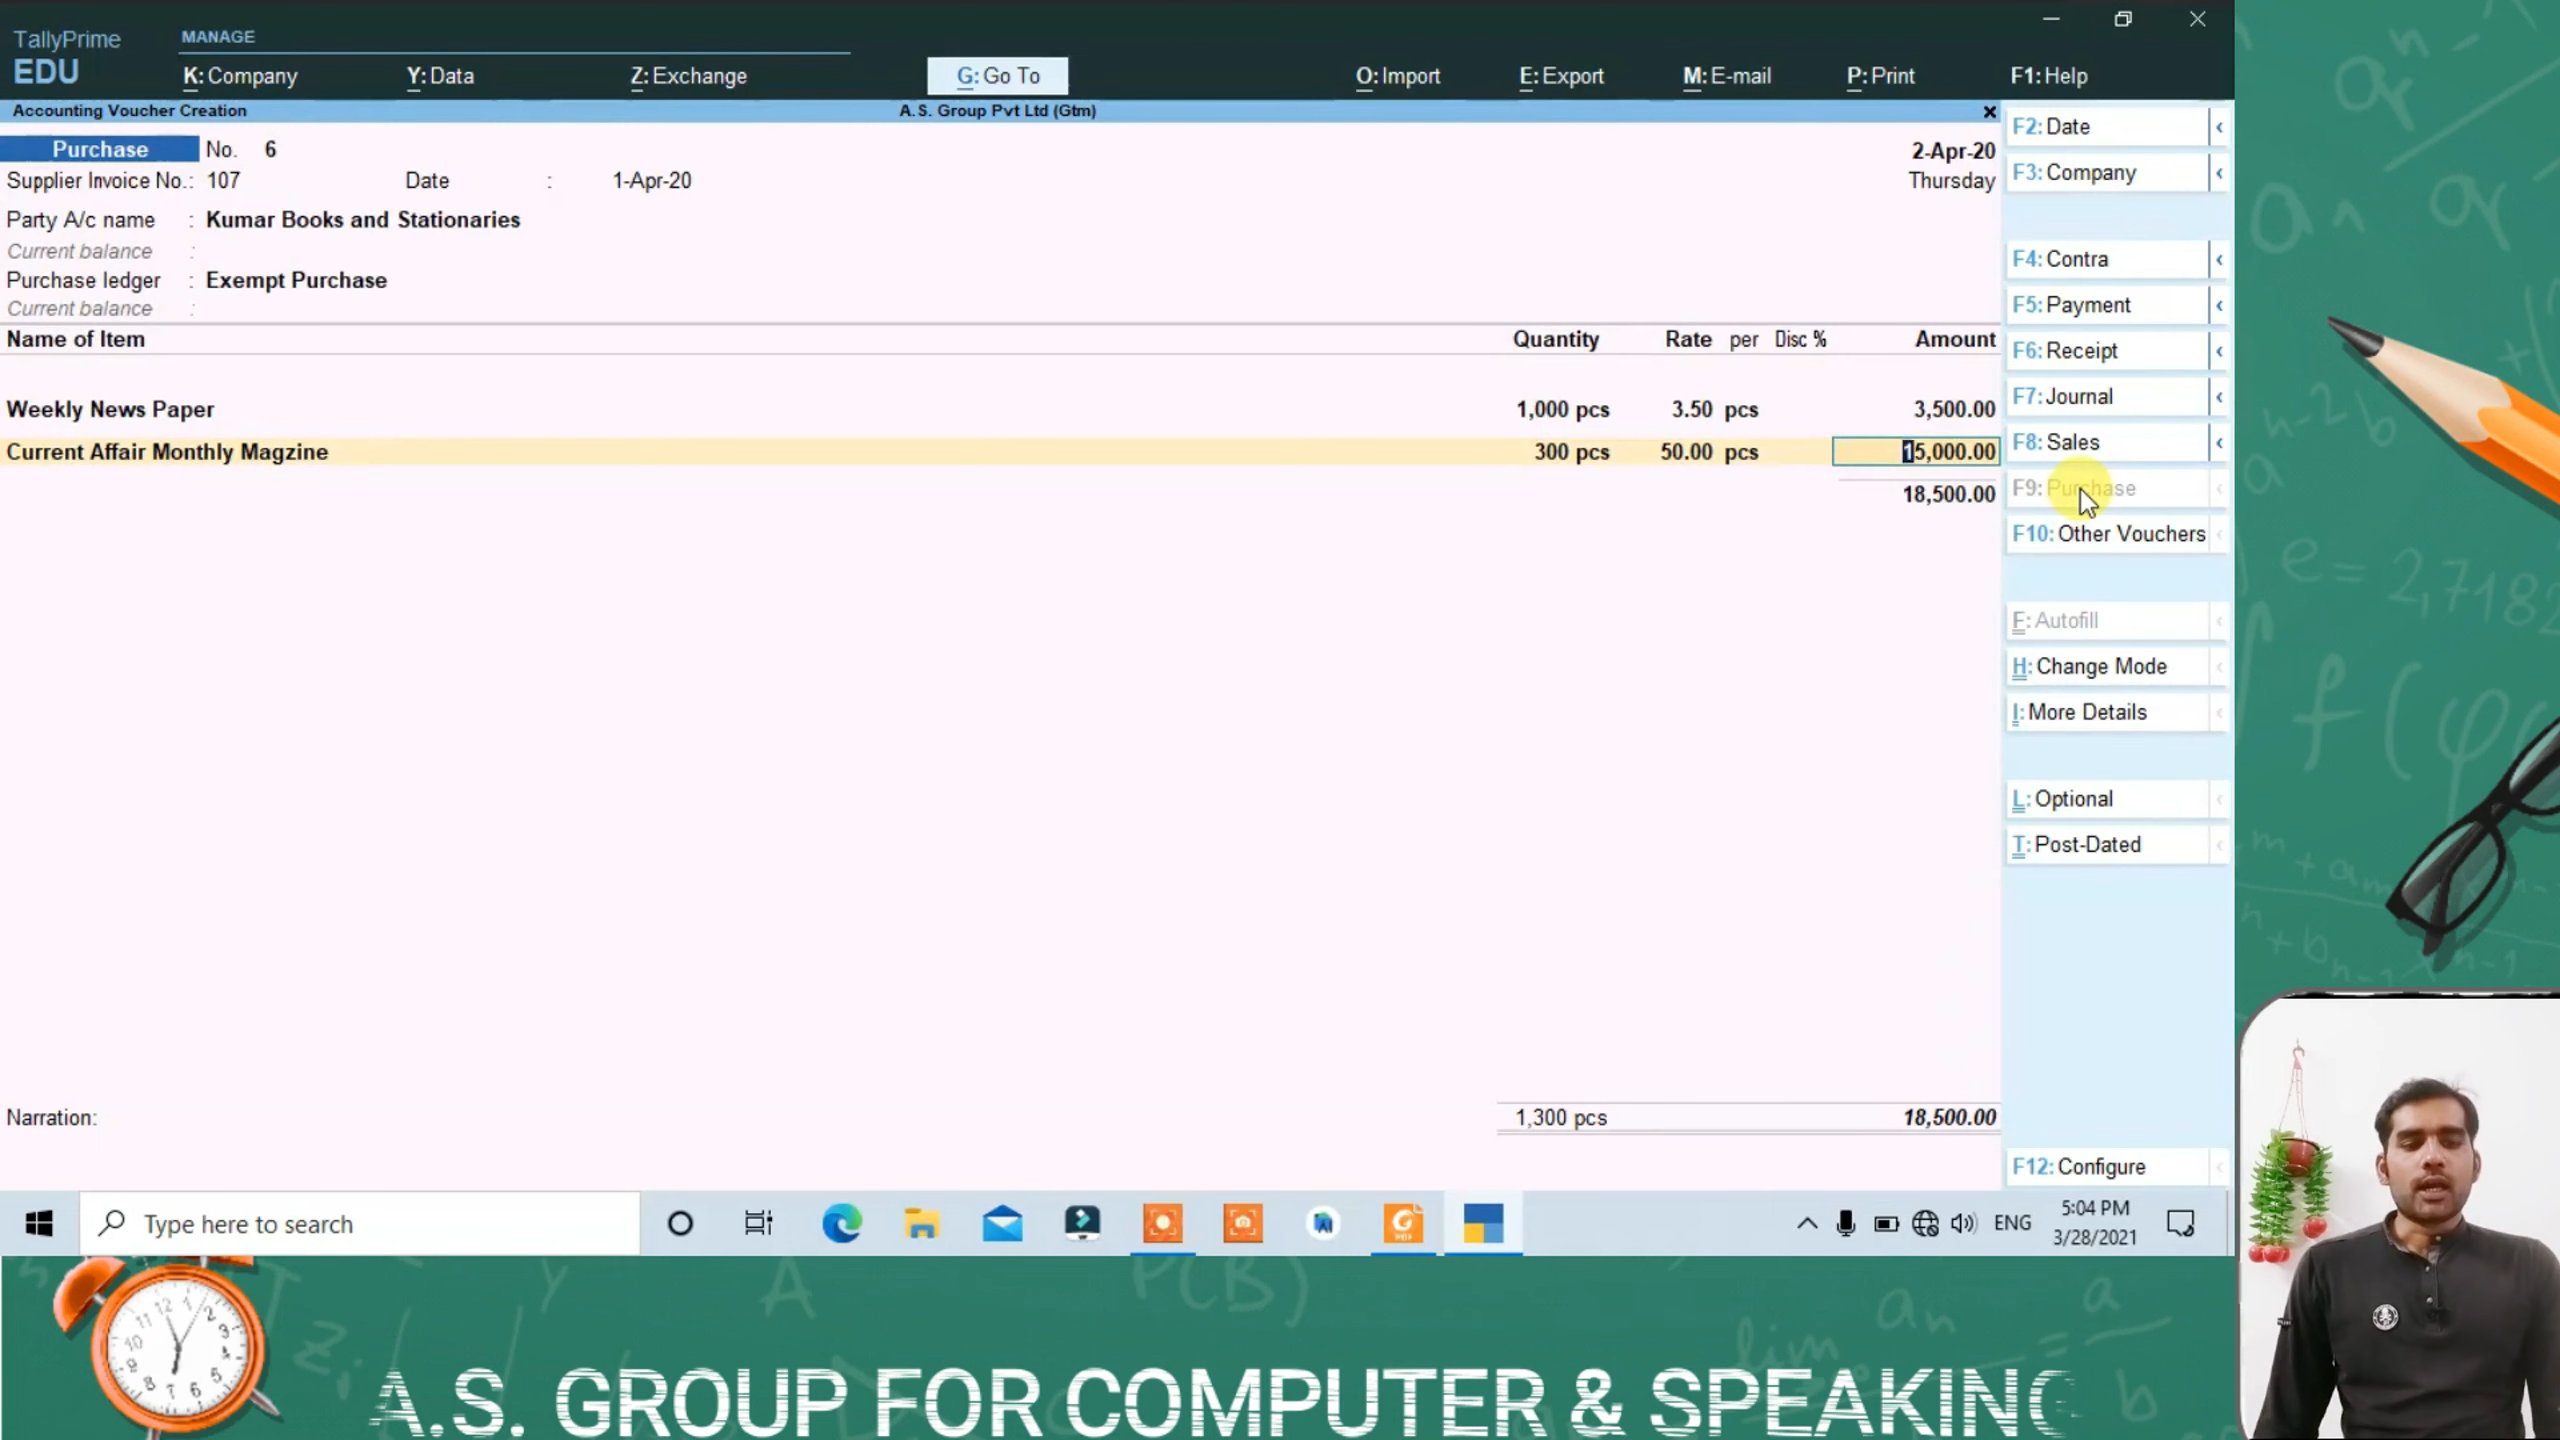 TallyPrime
EDU
MANAGE
K: Company
Y: Data
Z: Exchange
G: Go To
O: Import
E: Export
M: E-mail
P: Print
F1: Help
Accounting Voucher Creation
A.S. Group Pvt Ltd (Gtm)
Purchase No. 6
2-Apr-20
Supplier Invoice No.: 107 Date : 1-Apr-20
Thursday
Party A/c name : Kumar Books and Stationaries
Current balance :
Purchase ledger : Exempt Purchase
Current balance :
Name of Item Quantity Rate per Disc % Amount
Weekly News Paper 1,000 pcs 3.50 pcs 3,500.00
Current Affair Monthly Magzine 300 pcs 50.00 pcs 15,000.00
18,500.00
Narration: 1,300 pcs 18,500.00
F2: Date
F3: Company
F4: Contra
F5: Payment
F6: Receipt
F7: Journal
F8: Sales
F9: Purchase
F10: Other Vouchers
F: Autofill
H: Change Mode
I: More Details
L: Optional
T: Post-Dated
F12: Configure
Type here to search
ENG
5:04 PM
3/28/2021
A.S. GROUP FOR COMPUTER & SPEAKING
P(B)
e = 2,7182